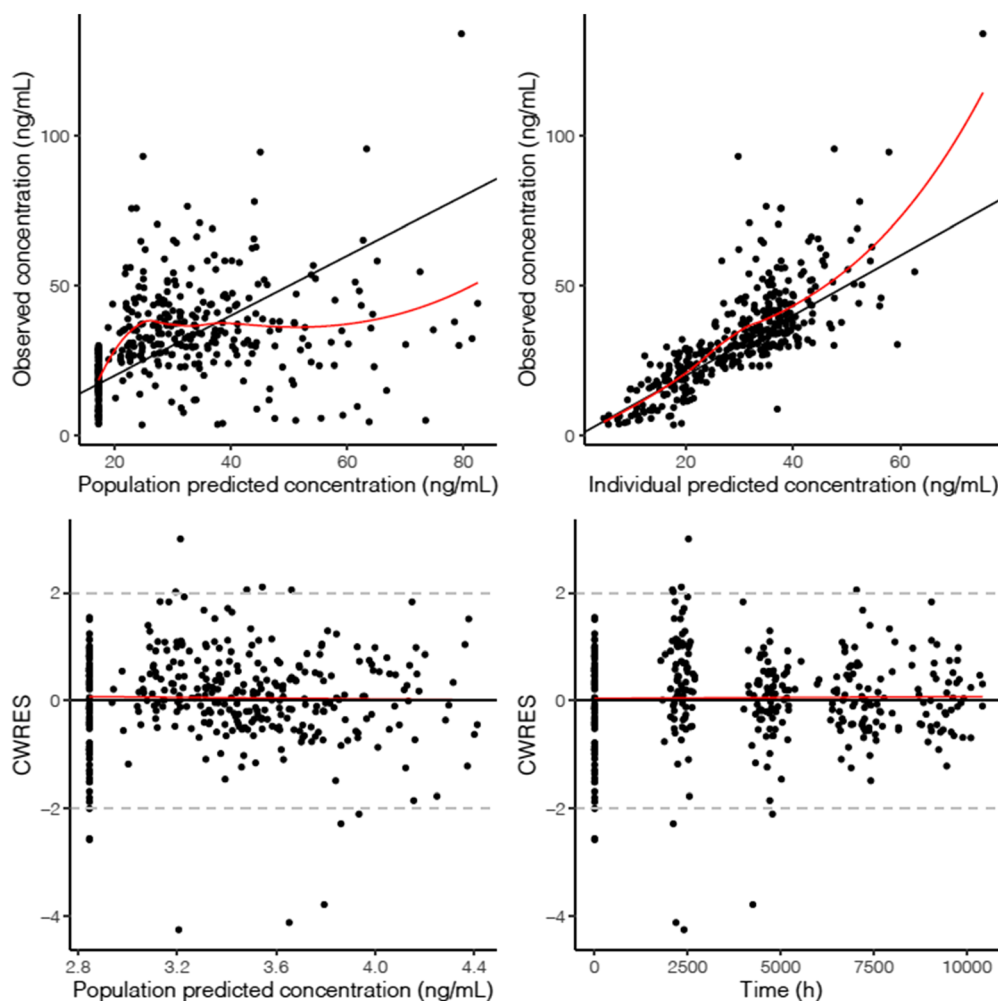 Observed concentration (ng/mL)
100
50
0
20 40 60 80
Population predicted concentration (ng/mL)
Observed concentration (ng/mL)
100
50
0
20 40 60
Individual predicted concentration (ng/mL)
CWRES
2
0
−2
−4
2.8 3.2 3.6 4.0 4.4
Population predicted concentration (ng/mL)
CWRES
2
0
−2
−4
0 2500 5000 7500 10000
Time (h)